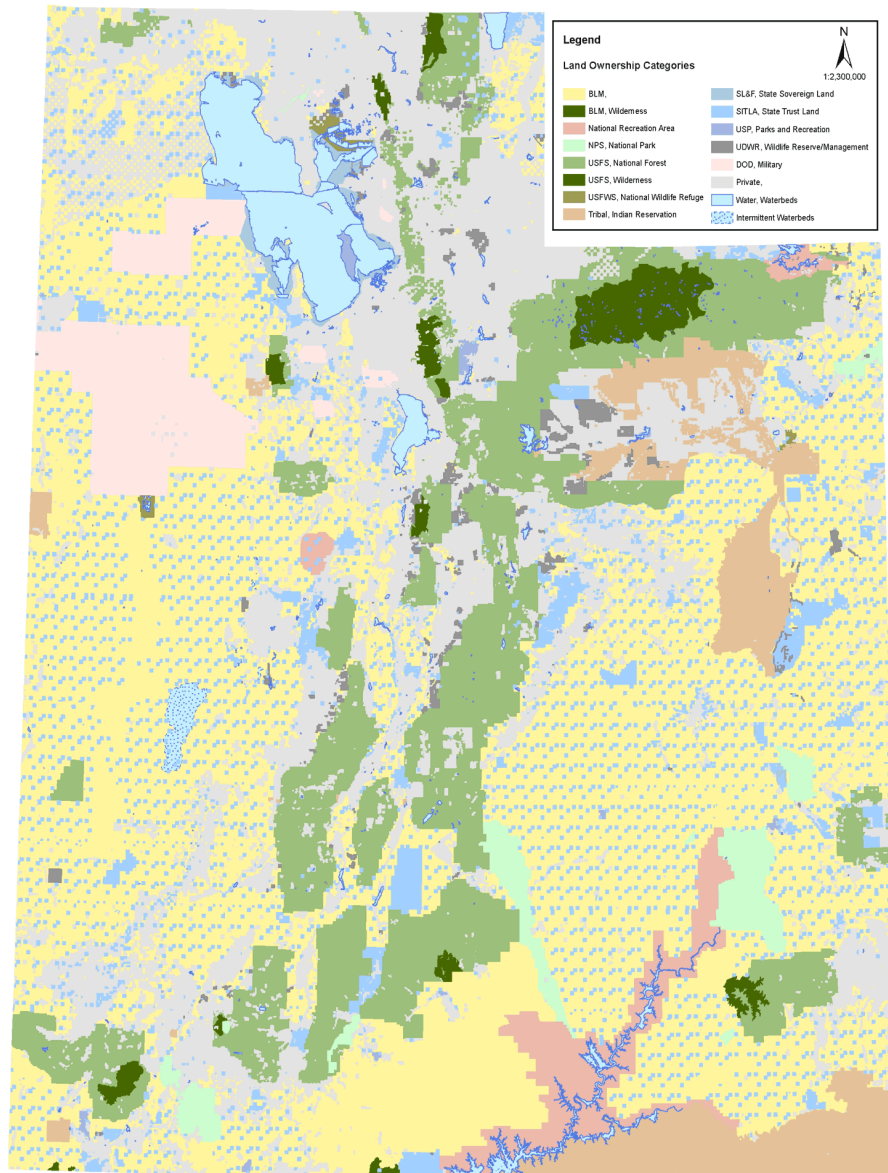 Legend
N
1:2,300,000
Land Ownership Categories
BLM,
BLM, Wilderness
National Recreation Area
NPS, National Park
USFS, National Forest
USFS, Wilderness
USFWS, National Wildlife Refuge
Tribal, Indian Reservation
SL&F, State Sovereign Land
SITLA, State Trust Land
USP, Parks and Recreation
UDWR, Wildlife Reserve/Management
DOD, Military
Private,
Water, Waterbeds
Intermittent Waterbeds